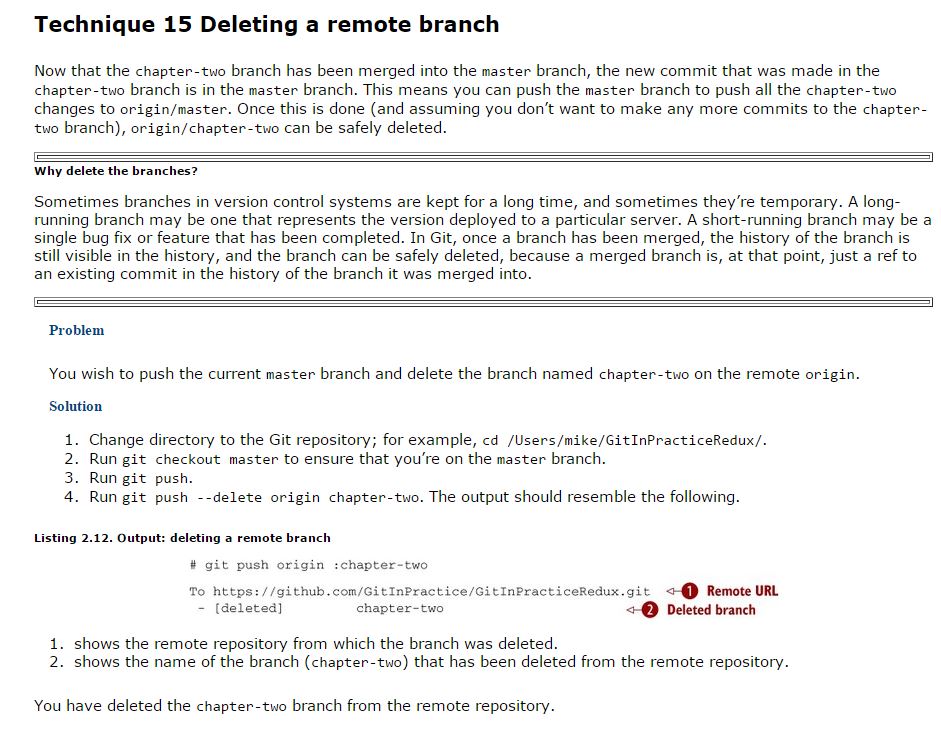 Technique 15 Deleting a remote branch
Now that the chapter-two branch has been merged into the master branch, the new commit that was made in the
chapter-two branch is in the master branch. This means you can push the master branch to push all the chapter-two
changes to origin/master. Once this is done (and assuming you don’t want to make any more commits to the chapter-
two branch), origin/chapter-two can be safely deleted.
Why delete the branches?
Sometimes branches in version control systems are kept for a long time, and sometimes they’re temporary. A long-
running branch may be one that represents the version deployed to a particular server. A short-running branch may be a
single bug fix or feature that has been completed. In Git, once a branch has been merged, the history of the branch is
still visible in the history, and the branch can be safely deleted, because a merged branch is, at that point, just a ref to
an existing commit in the history of the branch it was merged into.
Problem
You wish to push the current master branch and delete the branch named chapter-two on the remote origin.
Solution
1. Change directory to the Git repository; for example, cd /Users/mike/GitInPracticeRedux/.
2. Run git checkout master to ensure that you’re on the master branch.
3. Run git push.
4. Run git push --delete origin chapter-two. The output should resemble the following.
Listing 2.12. Output: deleting a remote branch
# git push origin :chapter-two
To https://github.com/GitInPractice/GitInPracticeRedux.git 1 Remote URL
- [deleted] chapter-two 2 Deleted branch
1. shows the remote repository from which the branch was deleted.
2. shows the name of the branch (chapter-two) that has been deleted from the remote repository.
You have deleted the chapter-two branch from the remote repository.